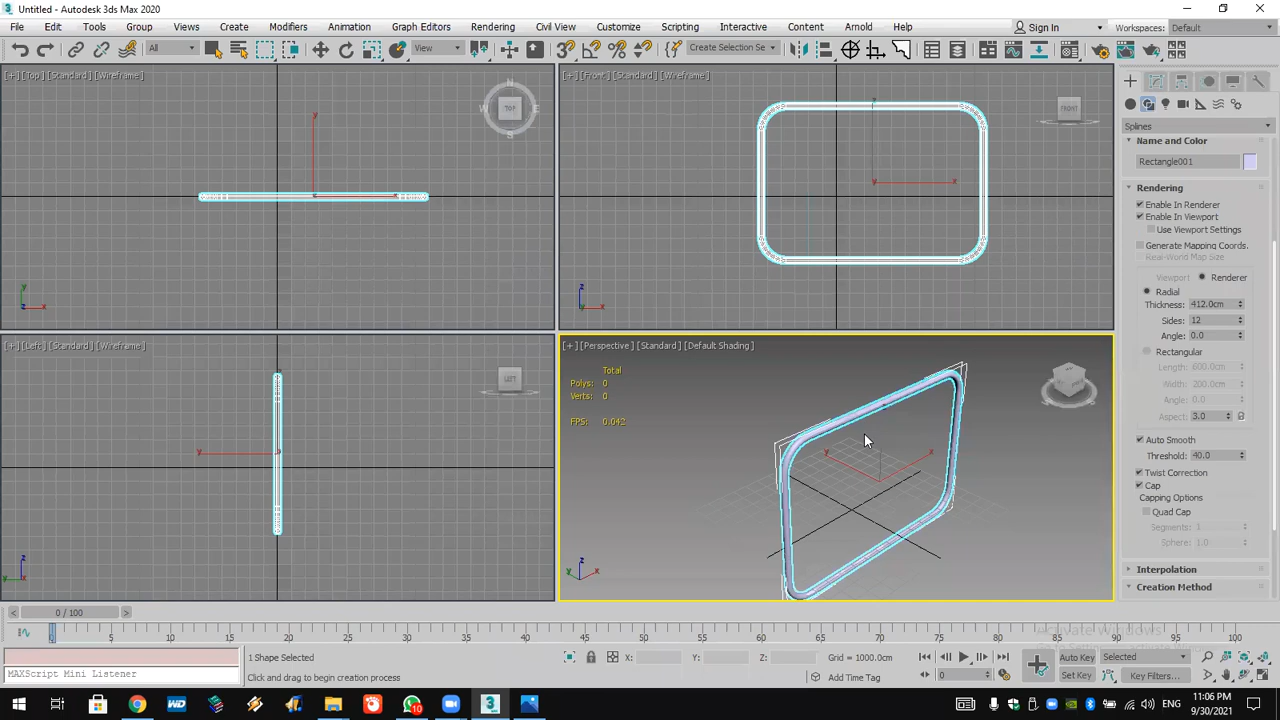 Untitled - Autodesk 3ds Max 2020
File Edit Tools Group Views Create Modifiers Animation Graph Editors Rendering Civil View Customize Scripting Interactive Content Arnold Help Sign In Workspaces: Default
All View Create Selection Se
[+] [Top] [Standard] [Wireframe]
N
W TOP E
S
[+] [Front] [Standard] [Wireframe]
FRONT
[+] [Left] [Standard] [Wireframe]
LEFT
[+] [Perspective] [Standard] [Default Shading]
Total
Polys: 0
Verts: 0
FPS: 0.042
Splines
Name and Color
Rectangle001
Rendering
Enable In Renderer
Enable In Viewport
Use Viewport Settings
Generate Mapping Coords.
Real-World Map Size
Viewport Renderer
Radial
Thickness: 412.0cm
Sides: 12
Angle: 0.0
Rectangular
Length: 600.0cm
Width: 200.0cm
Angle: 0.0
Aspect: 3.0
Auto Smooth
Threshold: 40.0
Twist Correction
Cap
Capping Options
Quad Cap
Segments: 1
Sphere: 1.0
Interpolation
Creation Method
< 0 / 100 >
5 10 15 20 25 30 35 40 45 50 55 60 65 70 75 80 85 90 95 100
Activate Windows
1 Shape Selected X: Y: Z: Grid = 1000.0cm Auto Key Selected
MAXScript Mini Listener Click and drag to begin creation process Add Time Tag 0 Set Key Key Filters...
10 3 ENG 11:06 PM
9/30/2021